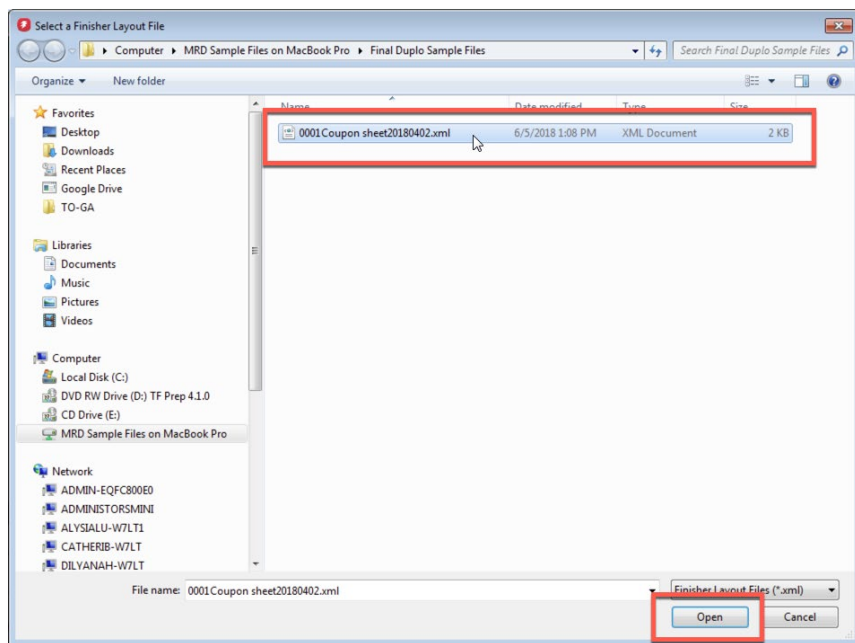 Select a Finisher Layout File
Computer MRD Sample Files on MacBook Pro Final Duplo Sample Files
Search Final Duplo Sample Files
Organize New folder
Name Date modified Type Size
0001Coupon sheet20180402.xml 6/5/2018 1:08 PM XML Document 2 KB
Favorites
Desktop
Downloads
Recent Places
Google Drive
TO-GA
Libraries
Documents
Music
Pictures
Videos
Computer
Local Disk (C:)
DVD RW Drive (D:) TF Prep 4.1.0
CD Drive (E:)
MRD Sample Files on MacBook Pro
Network
ADMIN-EQFC800E0
ADMINISTORSMINI
ALYSIALU-W7LT1
CATHERIB-W7LT
DILYANAH-W7LT
File name: 0001Coupon sheet20180402.xml Finisher Layout Files (*.xml)
Open Cancel